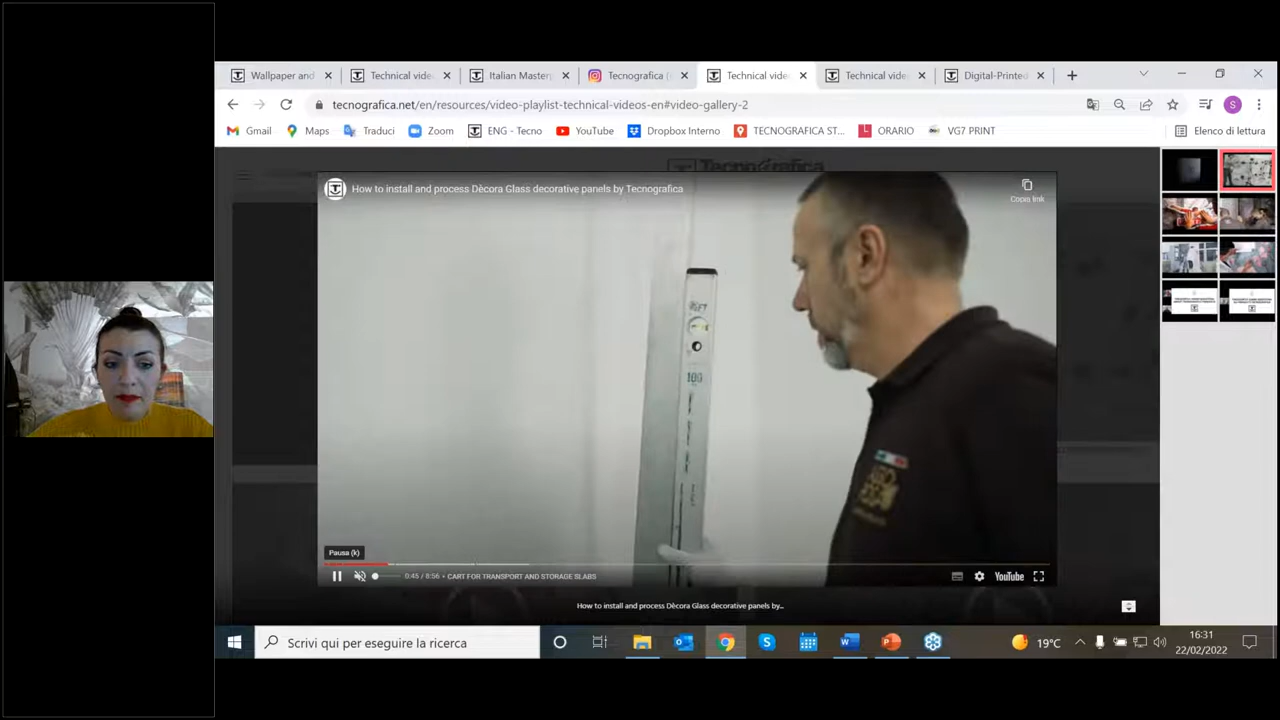 Wallpaper and
Technical vide
Italian Master
Tecnografica (
Technical vide
Technical vide
Digital-Printed
tecnografica.net/en/resources/video-playlist-technical-videos-en#video-gallery-2
S
Gmail
Maps
Traduci
Zoom
ENG - Tecno
YouTube
Dropbox Interno
TECNOGRAFICA ST...
ORARIO
VG7 PRINT
Elenco di lettura
Tecnografica
How to install and process Dècora Glass decorative panels by Tecnografica
Copia link
100
Pausa (k)
0:45 / 8:56 • CART FOR TRANSPORT AND STORAGE SLABS
YouTube
How to install and process Dècora Glass decorative panels by...
Scrivi qui per eseguire la ricerca
19°C
16:31
22/02/2022